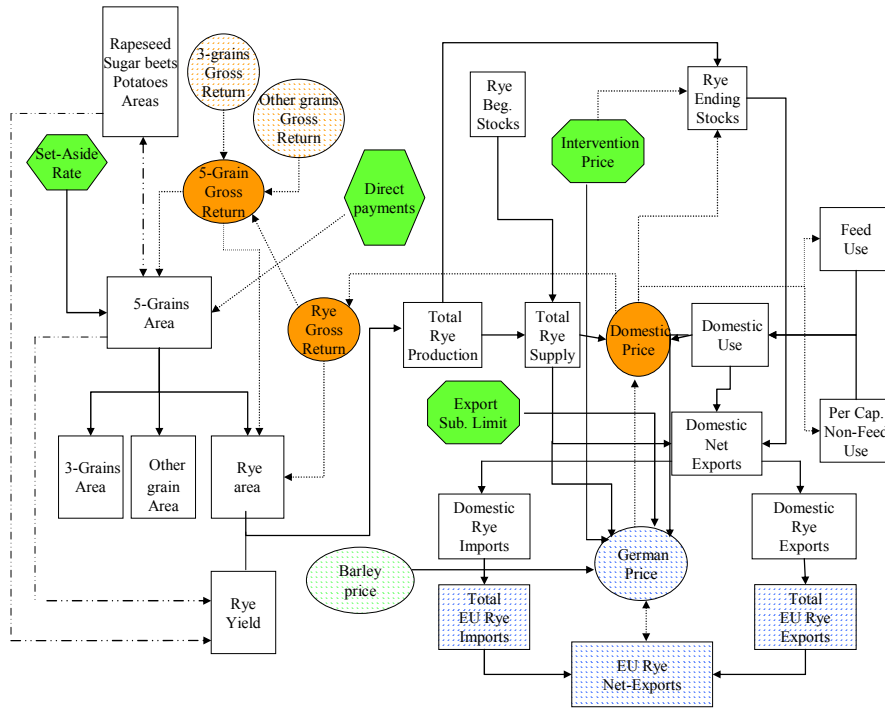 Rapeseed
Sugar beets
Potatoes
Areas
3-grains
Gross
Return
Other grains
Gross
Return
Rye
Beg.
Stocks
Rye
Ending
Stocks
Intervention
Price
Set-Aside
Rate
5-Grain
Gross
Return
Direct
payments
Feed
Use
5-Grains
Area
Rye
Gross
Return
Total
Rye
Production
Total
Rye
Supply
Domestic
Price
Domestic
Use
Export
Sub. Limit
Per Cap.
Non-Feed
Use
Domestic
Net
Exports
3-Grains
Area
Other
grain
Area
Rye
area
Domestic
Rye
Imports
German
Price
Domestic
Rye
Exports
Barley
price
Rye
Yield
Total
EU Rye
Imports
Total
EU Rye
Exports
EU Rye
Net-Exports